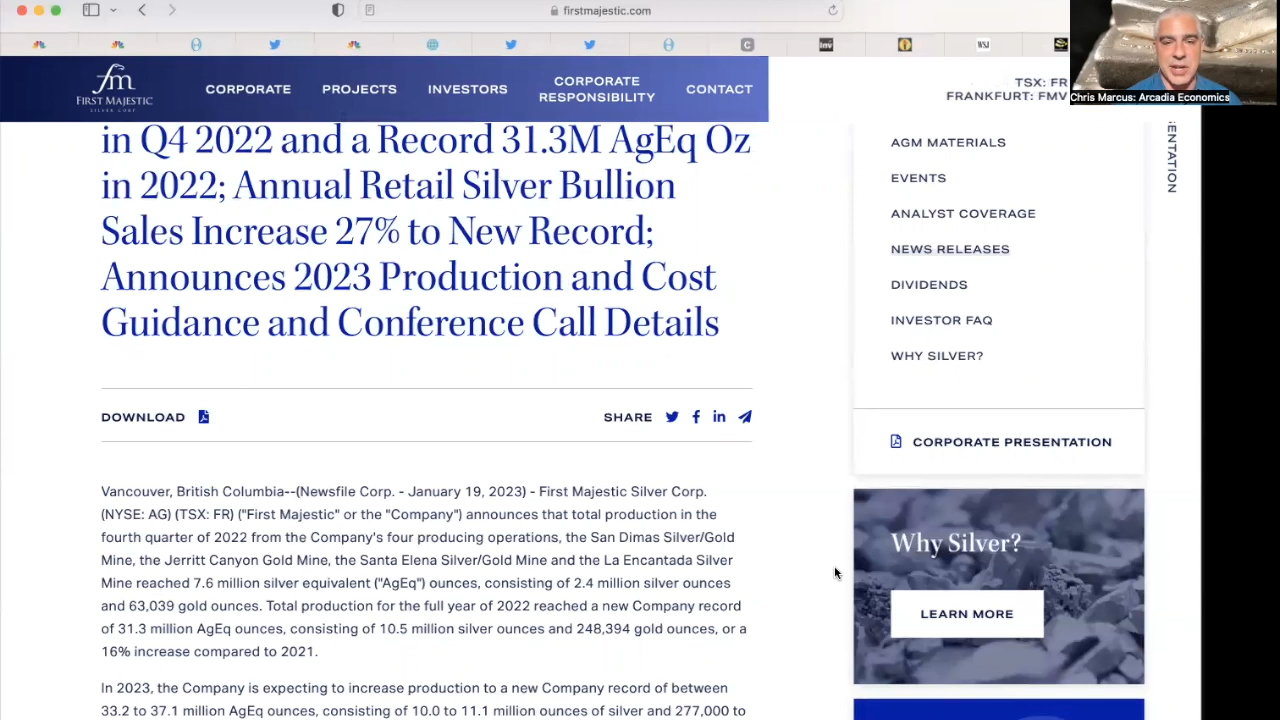 firstmajestic.com
C
Inv
WSJ
fm
FIRST MAJESTIC
SILVER CORP
CORPORATE
PROJECTS
INVESTORS
CORPORATE
RESPONSIBILITY
CONTACT
TSX: FR
FRANKFURT: FMV
Chris Marcus: Arcadia Economics
in Q4 2022 and a Record 31.3M AgEq Oz
in 2022; Annual Retail Silver Bullion
Sales Increase 27% to New Record;
Announces 2023 Production and Cost
Guidance and Conference Call Details
DOWNLOAD
SHARE
Vancouver, British Columbia--(Newsfile Corp. - January 19, 2023) - First Majestic Silver Corp.
(NYSE: AG) (TSX: FR) ("First Majestic" or the "Company") announces that total production in the
fourth quarter of 2022 from the Company's four producing operations, the San Dimas Silver/Gold
Mine, the Jerritt Canyon Gold Mine, the Santa Elena Silver/Gold Mine and the La Encantada Silver
Mine reached 7.6 million silver equivalent ("AgEq") ounces, consisting of 2.4 million silver ounces
and 63,039 gold ounces. Total production for the full year of 2022 reached a new Company record
of 31.3 million AgEq ounces, consisting of 10.5 million silver ounces and 248,394 gold ounces, or a
16% increase compared to 2021.
In 2023, the Company is expecting to increase production to a new Company record of between
33.2 to 37.1 million AgEq ounces, consisting of 10.0 to 11.1 million ounces of silver and 277,000 to
AGM MATERIALS
EVENTS
ANALYST COVERAGE
NEWS RELEASES
DIVIDENDS
INVESTOR FAQ
WHY SILVER?
CORPORATE PRESENTATION
Why Silver?
LEARN MORE
ENTATION